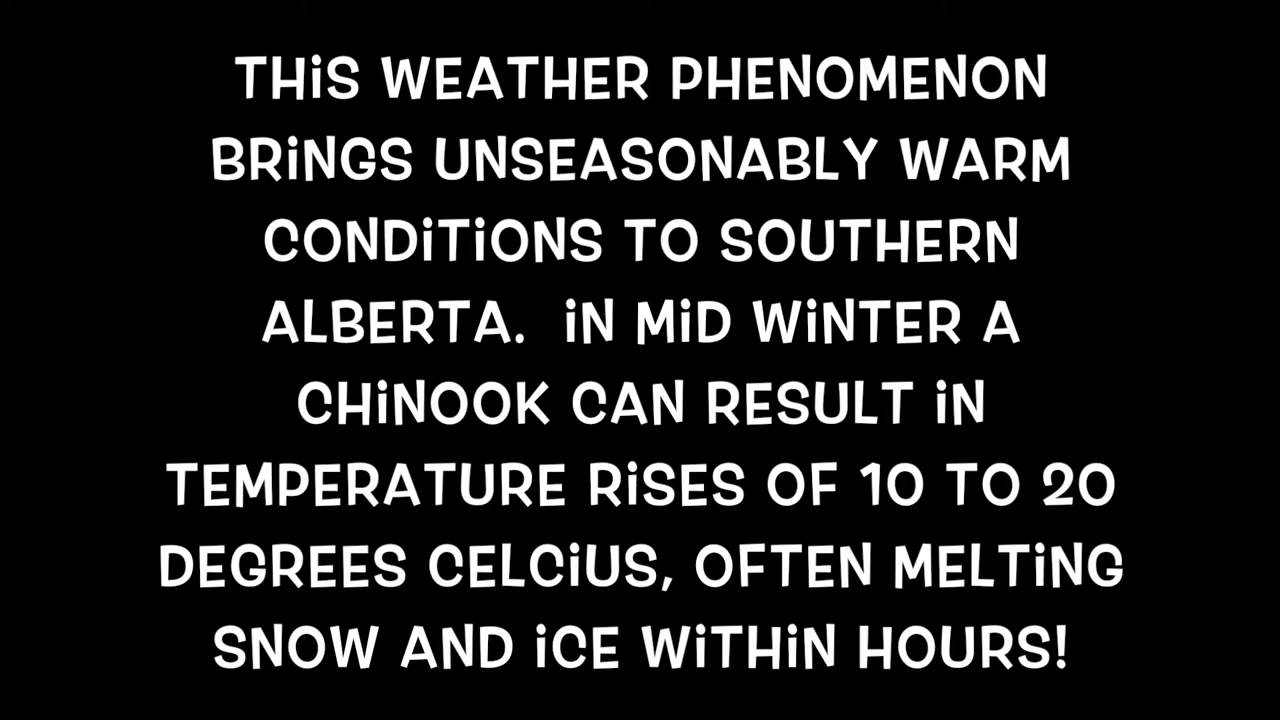 THiS WEATHER PHENOMENON
BRiNGS UNSEASONABLY WARM
CONDiTiONS TO SOUTHERN
ALBERTA.  iN MiD WiNTER A
CHiNOOK CAN RESULT iN
TEMPERATURE RiSES OF 10 TO 20
DEGREES CELCiUS, OFTEN MELTiNG
SNOW AND iCE WiTHiN HOURS!